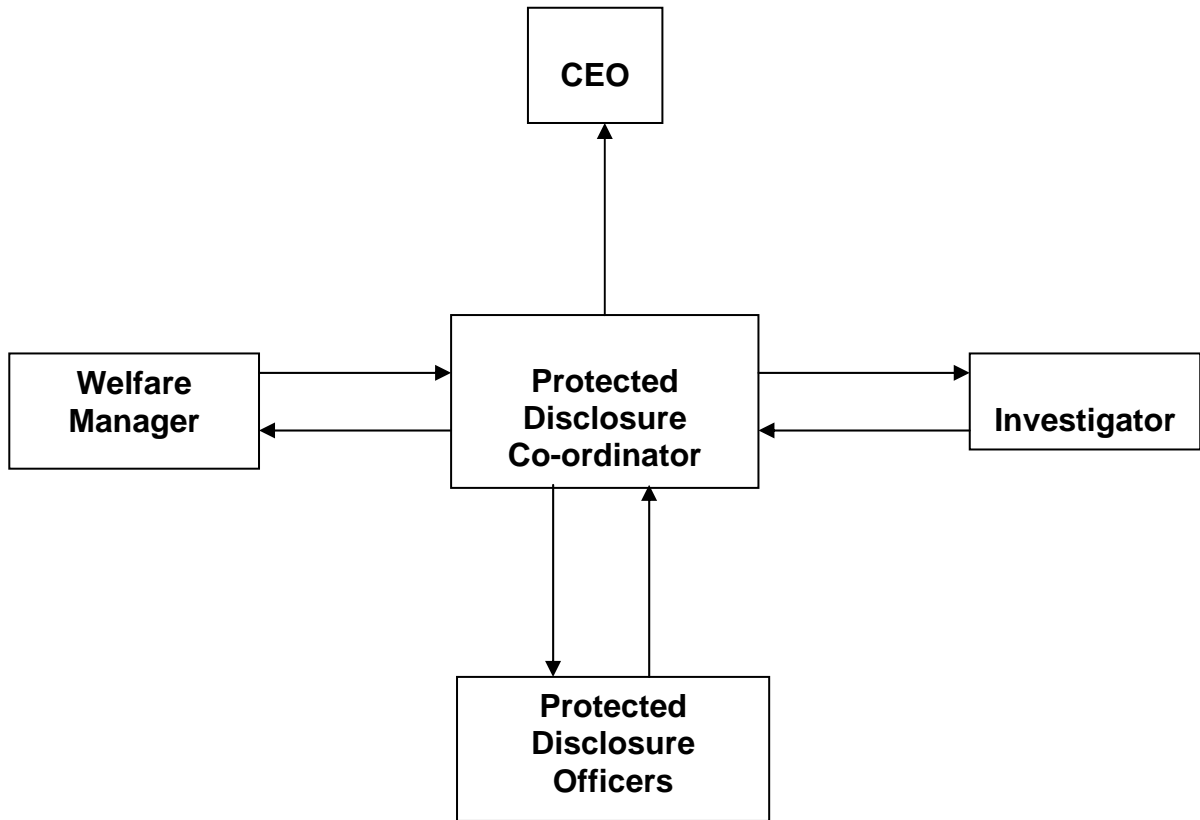 CEO
Welfare
Manager
Protected
Disclosure
Co-ordinator
Investigator
Protected
Disclosure
Officers